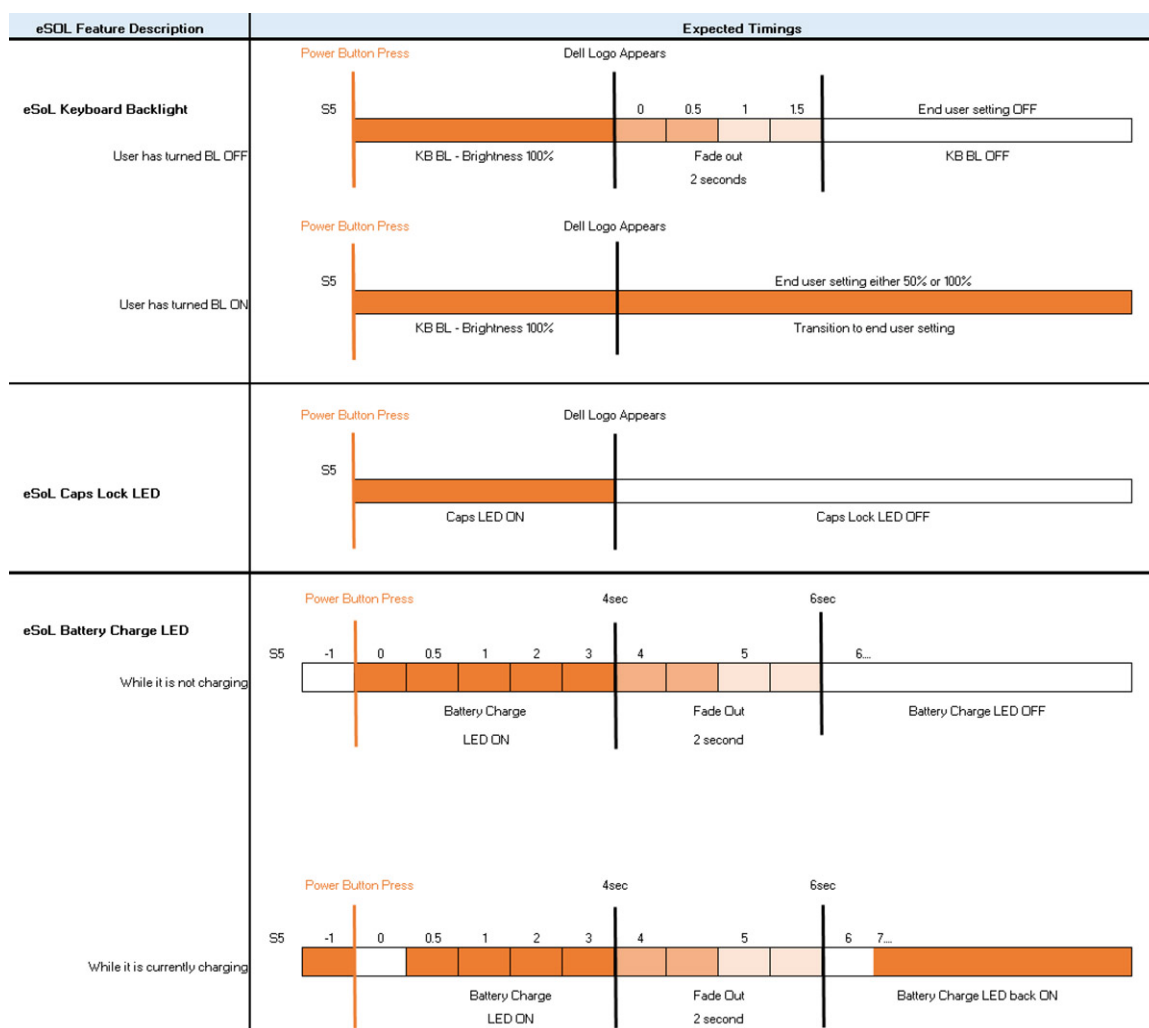 eSOL Feature Description Expected Timings
Power Button Press Dell Logo Appears
eSoL Keyboard Backlight S5 0 0.5 1 1.5 End user setting OFF
User has turned BL OFF KB BL - Brightness 100% Fade out KB BL OFF
2 seconds
Power Button Press Dell Logo Appears
S5 End user setting either 50% or 100%
User has turned BL ON KB BL - Brightness 100% Transition to end user setting
Power Button Press Dell Logo Appears
S5
eSoL Caps Lock LED
Caps LED ON Caps Lock LED OFF
Power Button Press 4sec 6sec
eSoL Battery Charge LED
S5 -1 0 0.5 1 2 3 4 5 6....
While it is not charging
Battery Charge Fade Out Battery Charge LED OFF
LED ON 2 second
Power Button Press 4sec 6sec
S5 -1 0 0.5 1 2 3 4 5 6 7....
While it is currently charging
Battery Charge Fade Out Battery Charge LED back ON
LED ON 2 second